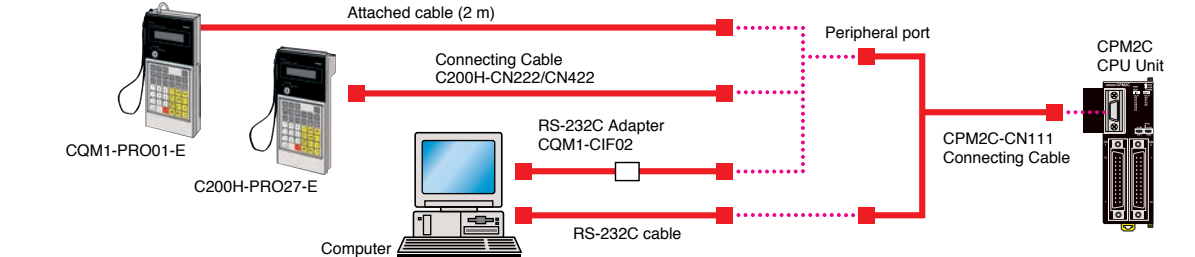 Attached cable (2 m)
Peripheral port
CPM2C
CPU Unit
Connecting Cable
C200H-CN222/CN422
RS-232C Adapter
CQM1-CIF02
CQM1-PRO01-E
CPM2C-CN111
Connecting Cable
C200H-PRO27-E
RS-232C cable
Computer